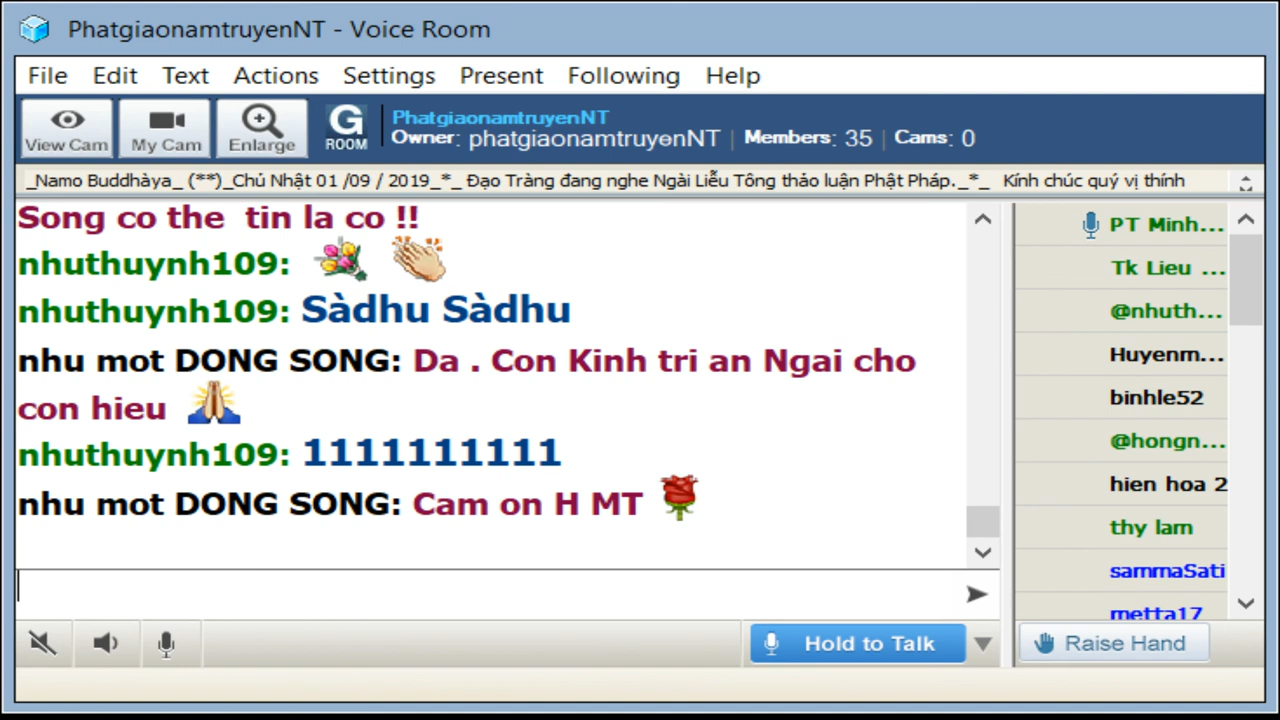 PhatgiaonamtruyenNT - Voice Room
File Edit Text Actions Settings Present Following Help
View Cam My Cam Enlarge G ROOM
PhatgiaonamtruyenNT
Owner: phatgiaonamtruyenNT | Members: 35 | Cams: 0
_Namo Buddhàya_ (**)_Chủ Nhật 01 /09 / 2019_*_ Đạo Tràng đang nghe Ngài Liễu Tông thảo luận Phật Pháp._*_ Kính chúc quý vị thính
Song co the tin la co !!
nhuthuynh109:
nhuthuynh109: Sàdhu Sàdhu
nhu mot DONG SONG: Da . Con Kinh tri an Ngai cho
con hieu
nhuthuynh109: 1111111111
nhu mot DONG SONG: Cam on H MT
PT Minh...
Tk Lieu ...
@nhuth...
Huyenm...
binhle52
@hongn...
hien hoa 2
thy lam
sammaSati
metta17
Hold to Talk
Raise Hand